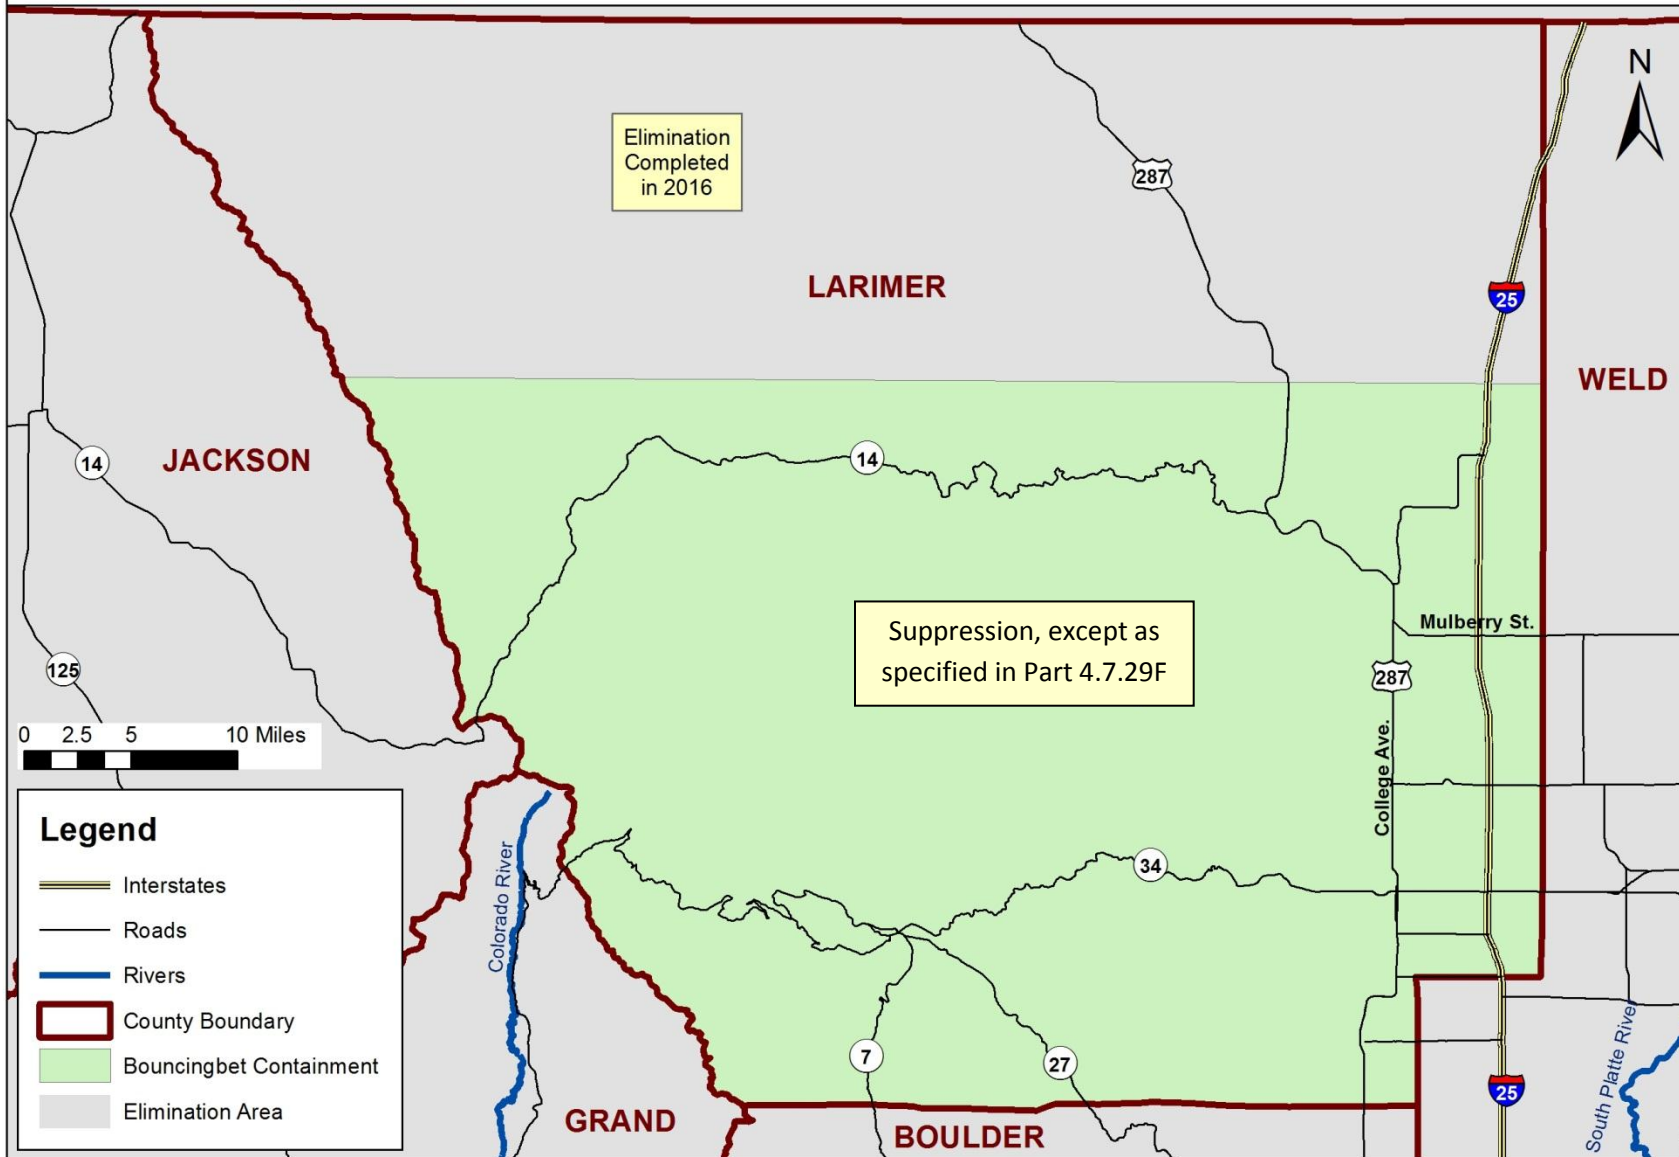 N
Elimination
Completed
in 2016
287
LARIMER
25
WELD
JACKSON
14
14
Suppression, except as
specified in Part 4.7.29F
Mulberry St.
287
125
College Ave.
0 2.5 5 10 Miles
Legend
Interstates
Roads
Rivers
County Boundary
Bouncingbet Containment
Elimination Area
Colorado River
34
7
27
25
South Platte River
GRAND
BOULDER